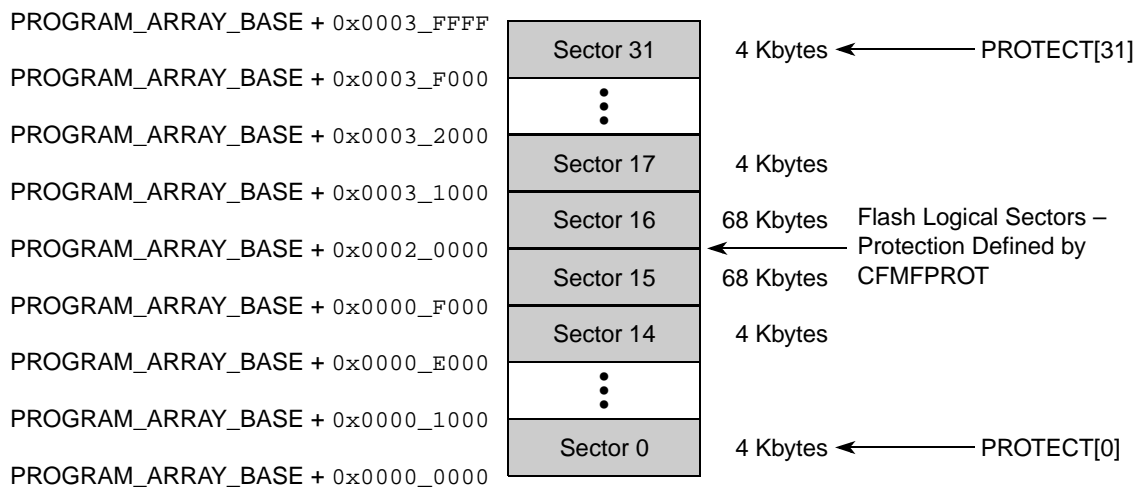 PROGRAM_ARRAY_BASE + 0x0003_FFFF
Sector 31
4 Kbytes
PROTECT[31]
PROGRAM_ARRAY_BASE + 0x0003_F000
PROGRAM_ARRAY_BASE + 0x0003_2000
Sector 17
4 Kbytes
PROGRAM_ARRAY_BASE + 0x0003_1000
Sector 16
68 Kbytes
Flash Logical Sectors –
Protection Defined by
CFMFPROT
PROGRAM_ARRAY_BASE + 0x0002_0000
Sector 15
68 Kbytes
PROGRAM_ARRAY_BASE + 0x0000_F000
Sector 14
4 Kbytes
PROGRAM_ARRAY_BASE + 0x0000_E000
PROGRAM_ARRAY_BASE + 0x0000_1000
Sector 0
4 Kbytes
PROTECT[0]
PROGRAM_ARRAY_BASE + 0x0000_0000